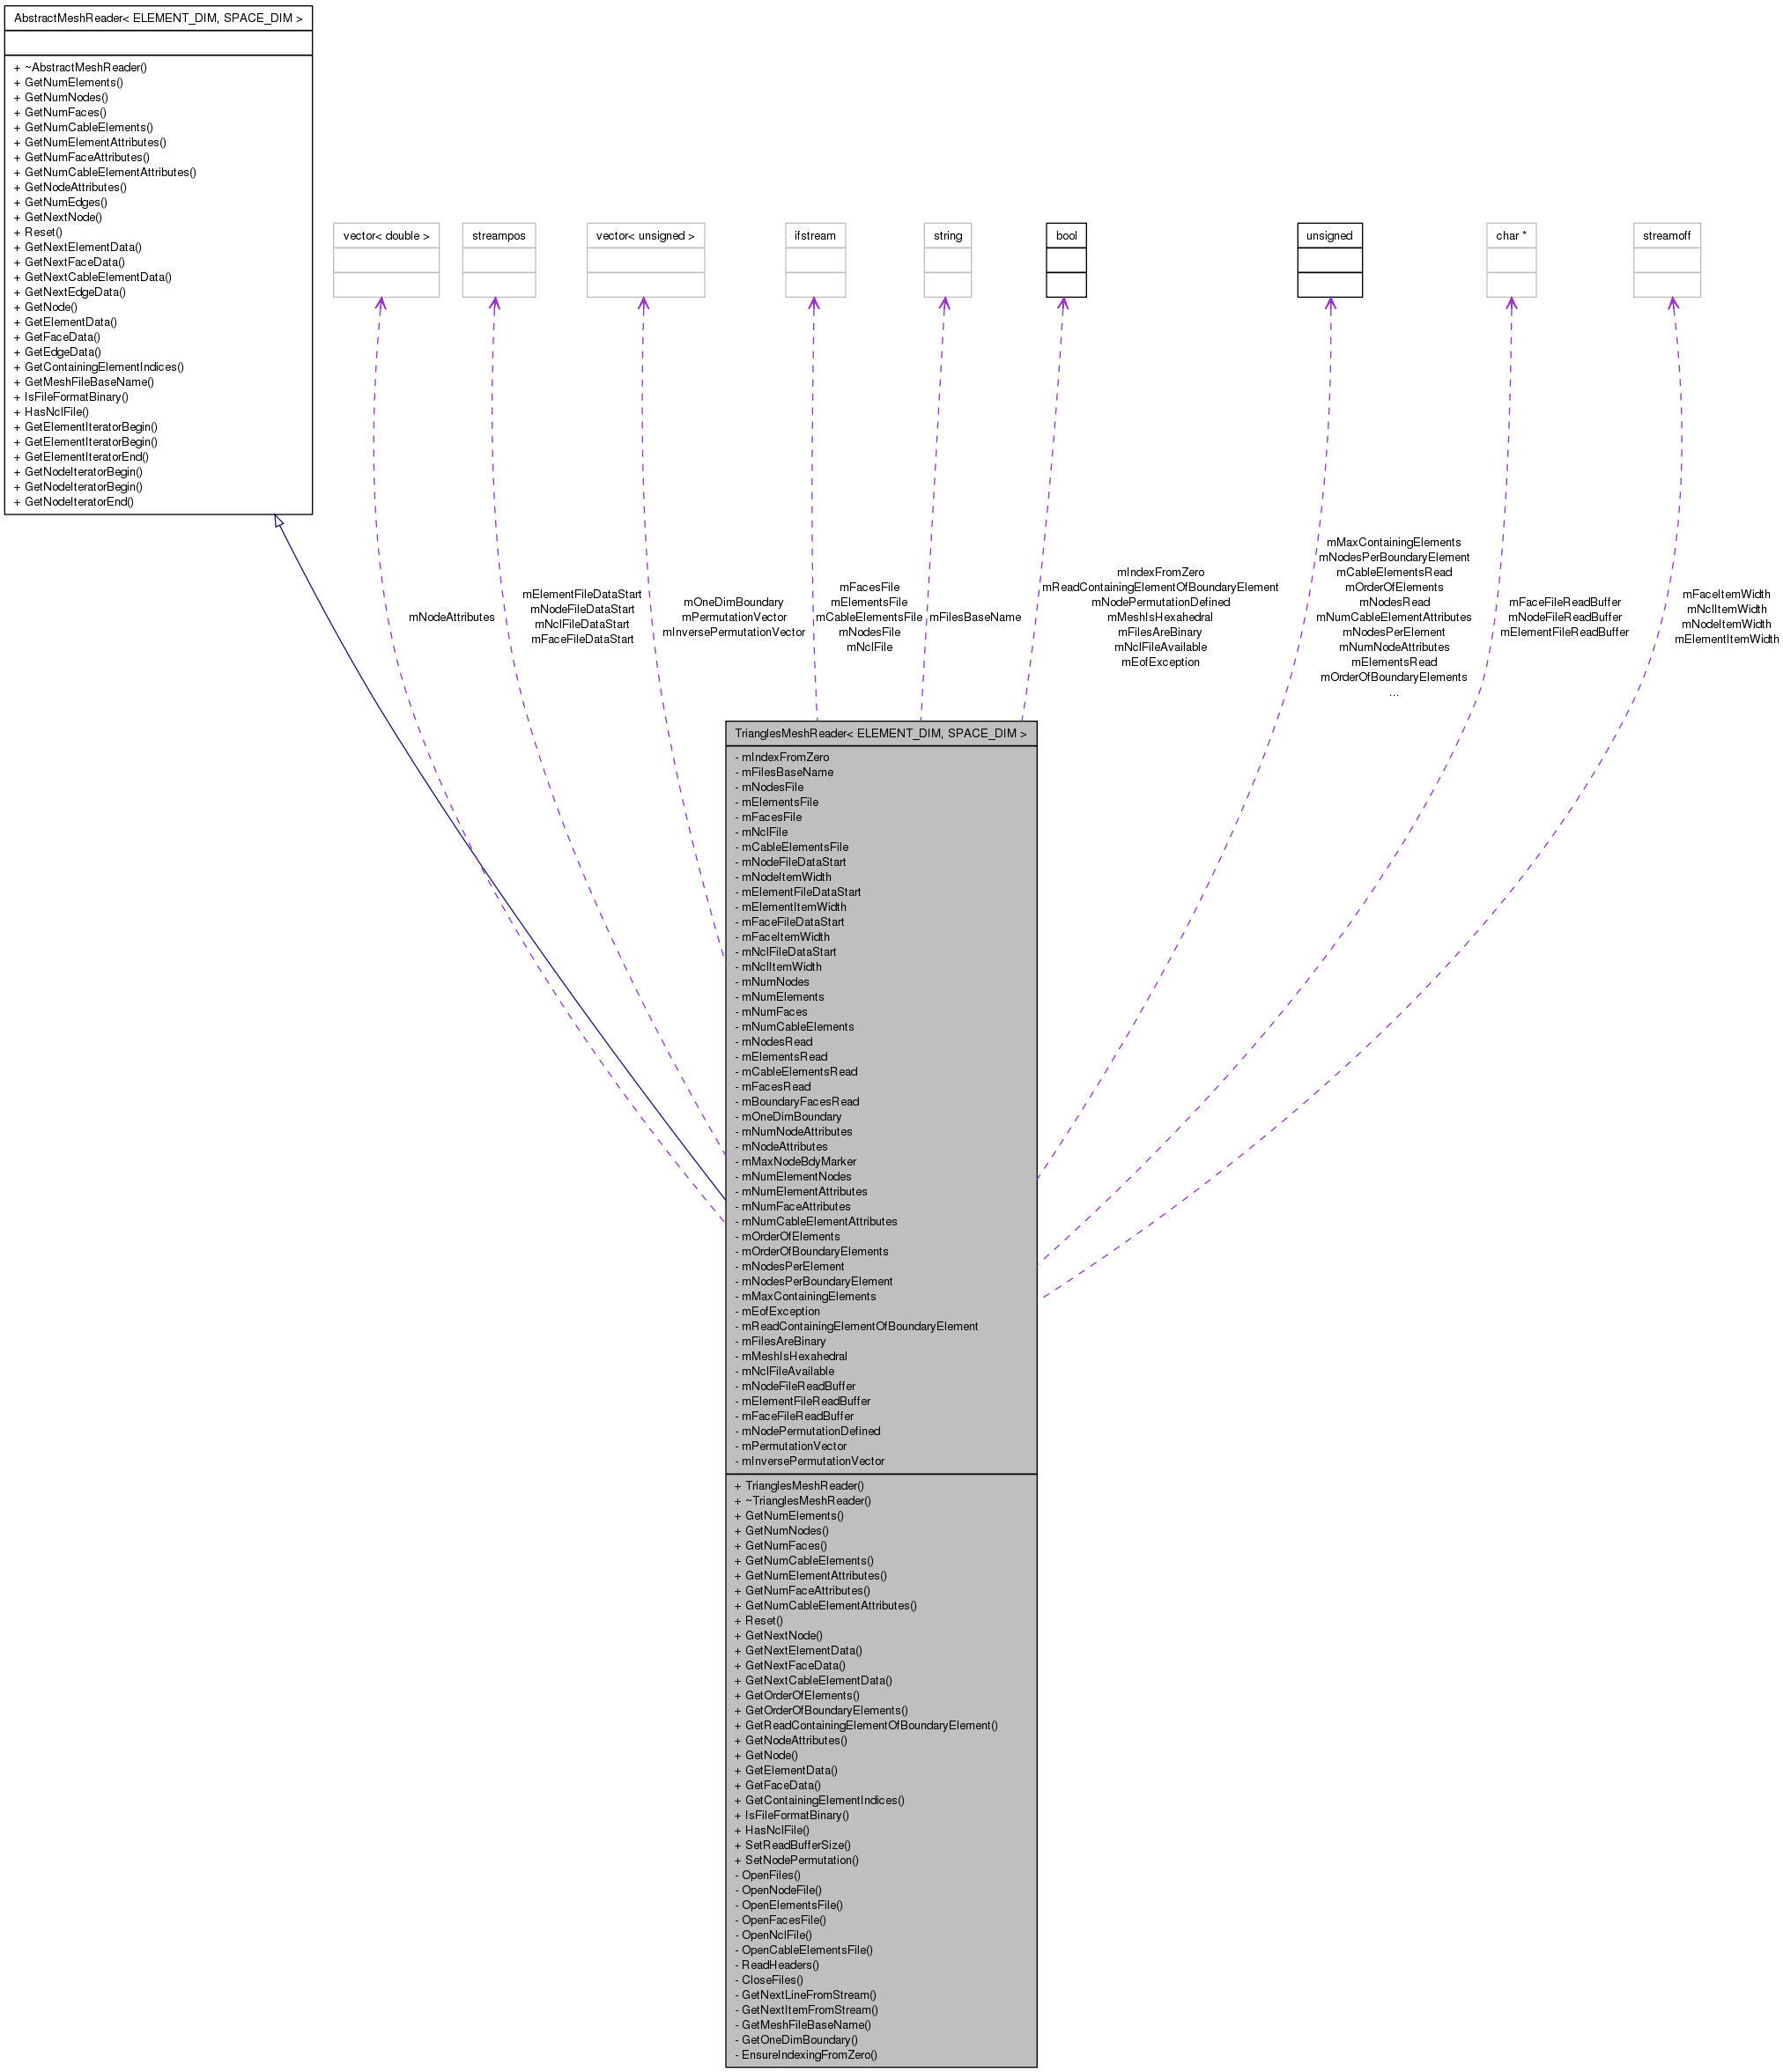 AbstractMeshReader< ELEMENT_DIM, SPACE_DIM >
+ ~AbstractMeshReader()
+ GetNumElements()
+ GetNumNodes()
+ GetNumFaces()
+ GetNumCableElements()
+ GetNumElementAttributes()
+ GetNumFaceAttributes()
+ GetNumCableElementAttributes()
+ GetNodeAttributes()
+ GetNumEdges()
+ GetNextNode()
+ Reset()
+ GetNextElementData()
+ GetNextFaceData()
+ GetNextCableElementData()
+ GetNextEdgeData()
+ GetNode()
+ GetElementData()
+ GetFaceData()
+ GetEdgeData()
+ GetContainingElementIndices()
+ GetMeshFileBaseName()
+ IsFileFormatBinary()
+ HasNclFile()
+ GetElementIteratorBegin()
+ GetElementIteratorBegin()
+ GetElementIteratorEnd()
+ GetNodeIteratorBegin()
+ GetNodeIteratorBegin()
+ GetNodeIteratorEnd()
vector< double >
streampos
vector< unsigned >
ifstream
string
bool
unsigned
char *
streamoff
mNodeAttributes
mElementFileDataStart
mNodeFileDataStart
mNclFileDataStart
mFaceFileDataStart
mOneDimBoundary
mPermutationVector
mInversePermutationVector
mFacesFile
mElementsFile
mCableElementsFile
mNodesFile
mNclFile
mFilesBaseName
mIndexFromZero
mReadContainingElementOfBoundaryElement
mNodePermutationDefined
mMeshIsHexahedral
mFilesAreBinary
mNclFileAvailable
mEofException
mMaxContainingElements
mNodesPerBoundaryElement
mCableElementsRead
mOrderOfElements
mNodesRead
mNumCableElementAttributes
mNodesPerElement
mNumNodeAttributes
mElementsRead
mOrderOfBoundaryElements
...
mFaceFileReadBuffer
mNodeFileReadBuffer
mElementFileReadBuffer
mFaceItemWidth
mNclItemWidth
mNodeItemWidth
mElementItemWidth
TrianglesMeshReader< ELEMENT_DIM, SPACE_DIM >
- mIndexFromZero
- mFilesBaseName
- mNodesFile
- mElementsFile
- mFacesFile
- mNclFile
- mCableElementsFile
- mNodeFileDataStart
- mNodeItemWidth
- mElementFileDataStart
- mElementItemWidth
- mFaceFileDataStart
- mFaceItemWidth
- mNclFileDataStart
- mNclItemWidth
- mNumNodes
- mNumElements
- mNumFaces
- mNumCableElements
- mNodesRead
- mElementsRead
- mCableElementsRead
- mFacesRead
- mBoundaryFacesRead
- mOneDimBoundary
- mNumNodeAttributes
- mNodeAttributes
- mMaxNodeBdyMarker
- mNumElementNodes
- mNumElementAttributes
- mNumFaceAttributes
- mNumCableElementAttributes
- mOrderOfElements
- mOrderOfBoundaryElements
- mNodesPerElement
- mNodesPerBoundaryElement
- mMaxContainingElements
- mEofException
- mReadContainingElementOfBoundaryElement
- mFilesAreBinary
- mMeshIsHexahedral
- mNclFileAvailable
- mNodeFileReadBuffer
- mElementFileReadBuffer
- mFaceFileReadBuffer
- mNodePermutationDefined
- mPermutationVector
- mInversePermutationVector
+ TrianglesMeshReader()
+ ~TrianglesMeshReader()
+ GetNumElements()
+ GetNumNodes()
+ GetNumFaces()
+ GetNumCableElements()
+ GetNumElementAttributes()
+ GetNumFaceAttributes()
+ GetNumCableElementAttributes()
+ Reset()
+ GetNextNode()
+ GetNextElementData()
+ GetNextFaceData()
+ GetNextCableElementData()
+ GetOrderOfElements()
+ GetOrderOfBoundaryElements()
+ GetReadContainingElementOfBoundaryElement()
+ GetNodeAttributes()
+ GetNode()
+ GetElementData()
+ GetFaceData()
+ GetContainingElementIndices()
+ IsFileFormatBinary()
+ HasNclFile()
+ SetReadBufferSize()
+ SetNodePermutation()
- OpenFiles()
- OpenNodeFile()
- OpenElementsFile()
- OpenFacesFile()
- OpenNclFile()
- OpenCableElementsFile()
- ReadHeaders()
- CloseFiles()
- GetNextLineFromStream()
- GetNextItemFromStream()
- GetMeshFileBaseName()
- GetOneDimBoundary()
- EnsureIndexingFromZero()